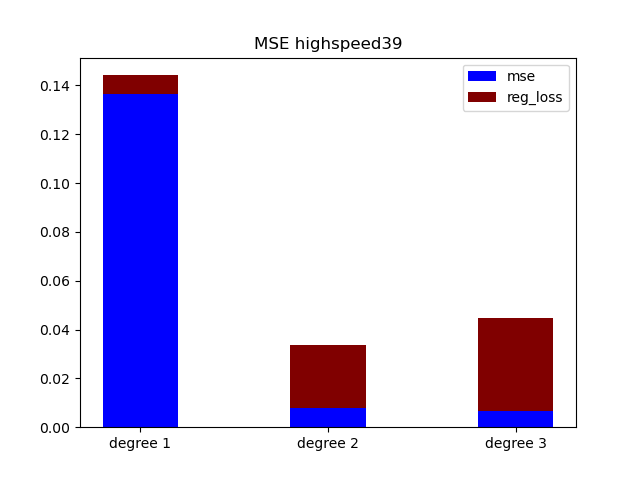 MSE highspeed39
mse
reg_loss
0.14
0.12
0.10
0.08
0.06
0.04
0.02
0.00
degree 1
degree 2
degree 3